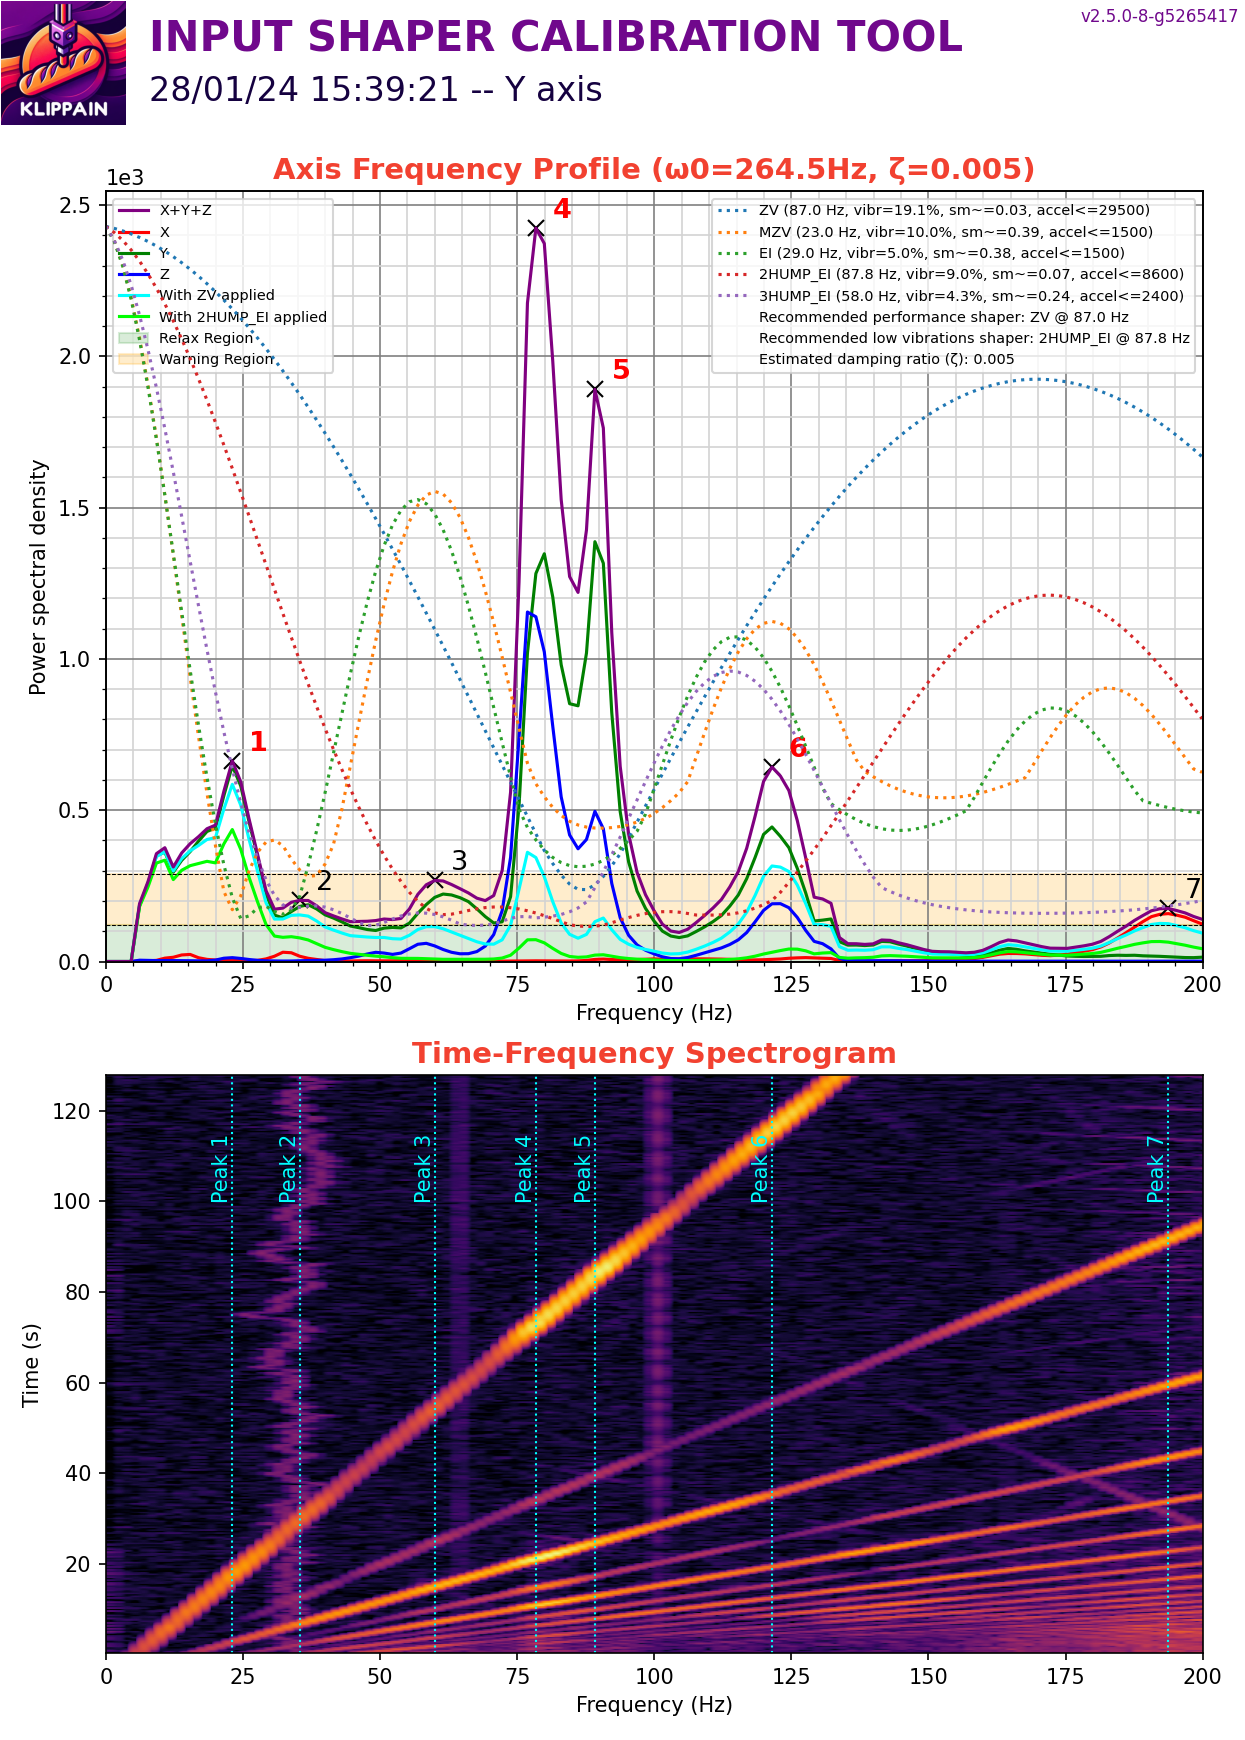 v2.5.0-8-g5265417
INPUT SHAPER CALIBRATION TOOL
28/01/24 15:39:21 -- Y axis
KLIPPAIN
Axis Frequency Profile (ω0=264.5Hz, ζ=0.005)
1e3
2.5
2.0
1.5
1.0
0.5
0.0
Power spectral density
X+Y+Z
X
Y
Z
With ZV applied
With 2HUMP_EI applied
Relax Region
Warning Region
ZV (87.0 Hz, vibr=19.1%, sm~=0.03, accel<=29500)
MZV (23.0 Hz, vibr=10.0%, sm~=0.39, accel<=1500)
EI (29.0 Hz, vibr=5.0%, sm~=0.38, accel<=1500)
2HUMP_EI (87.8 Hz, vibr=9.0%, sm~=0.07, accel<=8600)
3HUMP_EI (58.0 Hz, vibr=4.3%, sm~=0.24, accel<=2400)
Recommended performance shaper: ZV @ 87.0 Hz
Recommended low vibrations shaper: 2HUMP_EI @ 87.8 Hz
Estimated damping ratio (ζ): 0.005
1
2
3
4
5
6
7
0 25 50 75 100 125 150 175 200
Frequency (Hz)
Time-Frequency Spectrogram
120
100
80
60
40
20
Time (s)
Peak 1
Peak 2
Peak 3
Peak 4
Peak 5
Peak 6
Peak 7
0 25 50 75 100 125 150 175 200
Frequency (Hz)